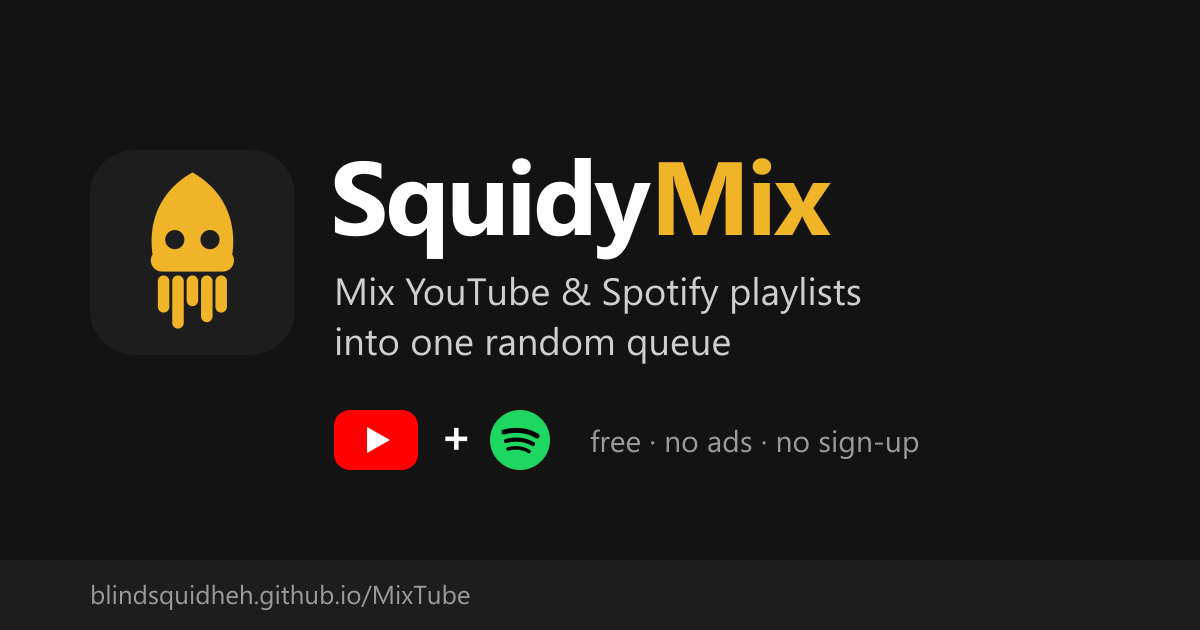 SquidyMix
Mix YouTube & Spotify playlists
into one random queue
+ free · no ads · no sign-up
blindsquidheh.github.io/MixTube